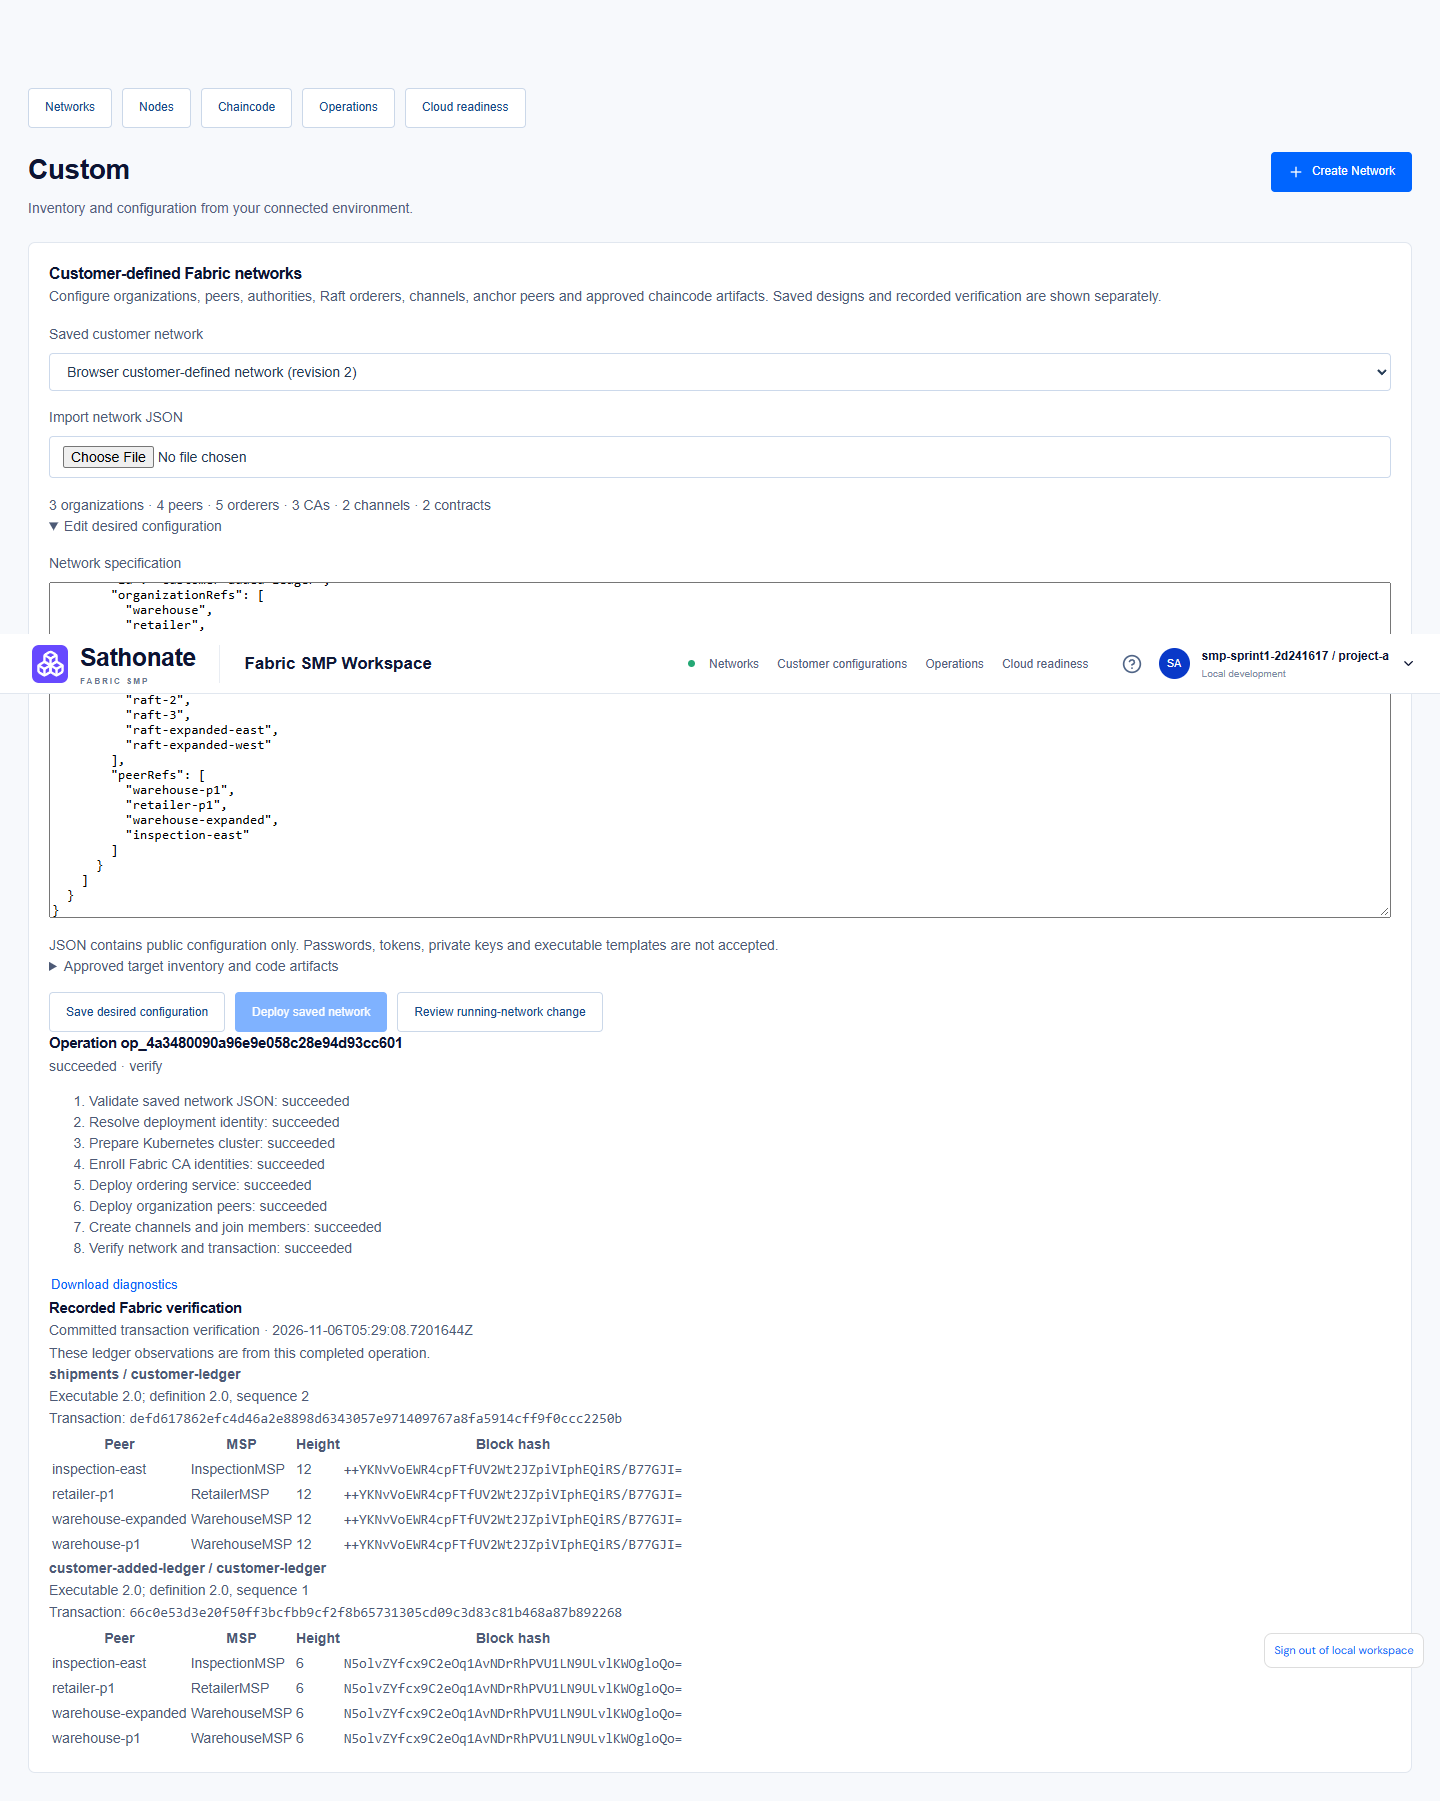 Networks
Nodes
Chaincode
Operations
Cloud readiness
Custom
Create Network
Inventory and configuration from your connected environment.
Customer-defined Fabric networks
Configure organizations, peers, authorities, Raft orderers, channels, anchor peers and approved chaincode artifacts. Saved designs and recorded verification are shown separately.
Saved customer network
Browser customer-defined network (revision 2)
Import network JSON
Choose File No file chosen
3 organizations · 4 peers · 5 orderers · 3 CAs · 2 channels · 2 contracts
▼ Edit desired configuration
Network specification
"organizationRefs": [
"warehouse",
"retailer",
Sathonate
FABRIC SMP
Fabric SMP Workspace
Networks
Customer configurations
Operations
Cloud readiness
SA
smp-sprint1-2d241617 / project-a
Local development
"raft-2",
"raft-3",
"raft-expanded-east",
"raft-expanded-west"
],
"peerRefs": [
"warehouse-p1",
"retailer-p1",
"warehouse-expanded",
"inspection-east"
]
}
]
}
}
JSON contains public configuration only. Passwords, tokens, private keys and executable templates are not accepted.
▶ Approved target inventory and code artifacts
Save desired configuration
Deploy saved network
Review running-network change
Operation op_4a3480090a96e9e058c28e94d93cc601
succeeded · verify
1. Validate saved network JSON: succeeded
2. Resolve deployment identity: succeeded
3. Prepare Kubernetes cluster: succeeded
4. Enroll Fabric CA identities: succeeded
5. Deploy ordering service: succeeded
6. Deploy organization peers: succeeded
7. Create channels and join members: succeeded
8. Verify network and transaction: succeeded
Download diagnostics
Recorded Fabric verification
Committed transaction verification · 2026-11-06T05:29:08.7201644Z
These ledger observations are from this completed operation.
shipments / customer-ledger
Executable 2.0; definition 2.0, sequence 2
Transaction: defd617862efc4d46a2e8898d6343057e971409767a8fa5914cff9f0ccc2250b
Peer MSP Height Block hash
inspection-east InspectionMSP 12 ++YKNvVoEWR4cpFTfUV2Wt2JZpiVIphEQiRS/B77GJI=
retailer-p1 RetailerMSP 12 ++YKNvVoEWR4cpFTfUV2Wt2JZpiVIphEQiRS/B77GJI=
warehouse-expanded WarehouseMSP 12 ++YKNvVoEWR4cpFTfUV2Wt2JZpiVIphEQiRS/B77GJI=
warehouse-p1 WarehouseMSP 12 ++YKNvVoEWR4cpFTfUV2Wt2JZpiVIphEQiRS/B77GJI=
customer-added-ledger / customer-ledger
Executable 2.0; definition 2.0, sequence 1
Transaction: 66c0e53d3e20f50ff3bcfbb9cf2f8b65731305cd09c3d83c81b468a87b892268
Peer MSP Height Block hash
inspection-east InspectionMSP 6 N5olvZYfcx9C2eOq1AvNDrRhPVU1LN9ULvlKWOgloQo=
retailer-p1 RetailerMSP 6 N5olvZYfcx9C2eOq1AvNDrRhPVU1LN9ULvlKWOgloQo=
warehouse-expanded WarehouseMSP 6 N5olvZYfcx9C2eOq1AvNDrRhPVU1LN9ULvlKWOgloQo=
warehouse-p1 WarehouseMSP 6 N5olvZYfcx9C2eOq1AvNDrRhPVU1LN9ULvlKWOgloQo=
Sign out of local workspace